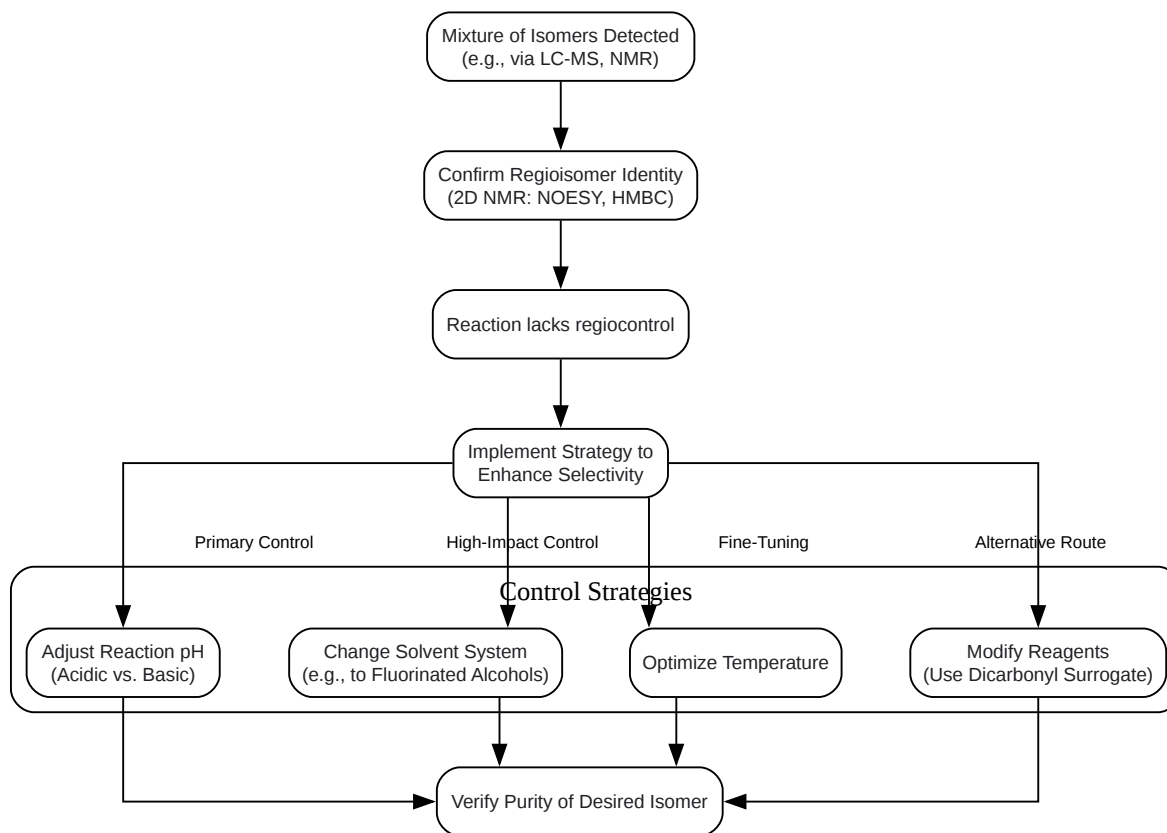 Mixture of Isomers Detected
(e.g., via LC-MS, NMR)
Confirm Regioisomer Identity
(2D NMR: NOESY, HMBC)
Reaction lacks regiocontrol
Implement Strategy to
Enhance Selectivity
Primary Control
High-Impact Control
Fine-Tuning
Alternative Route
Control Strategies
Adjust Reaction pH
(Acidic vs. Basic)
Change Solvent System
(e.g., to Fluorinated Alcohols)
Optimize Temperature
Modify Reagents
(Use Dicarbonyl Surrogate)
Verify Purity of Desired Isomer